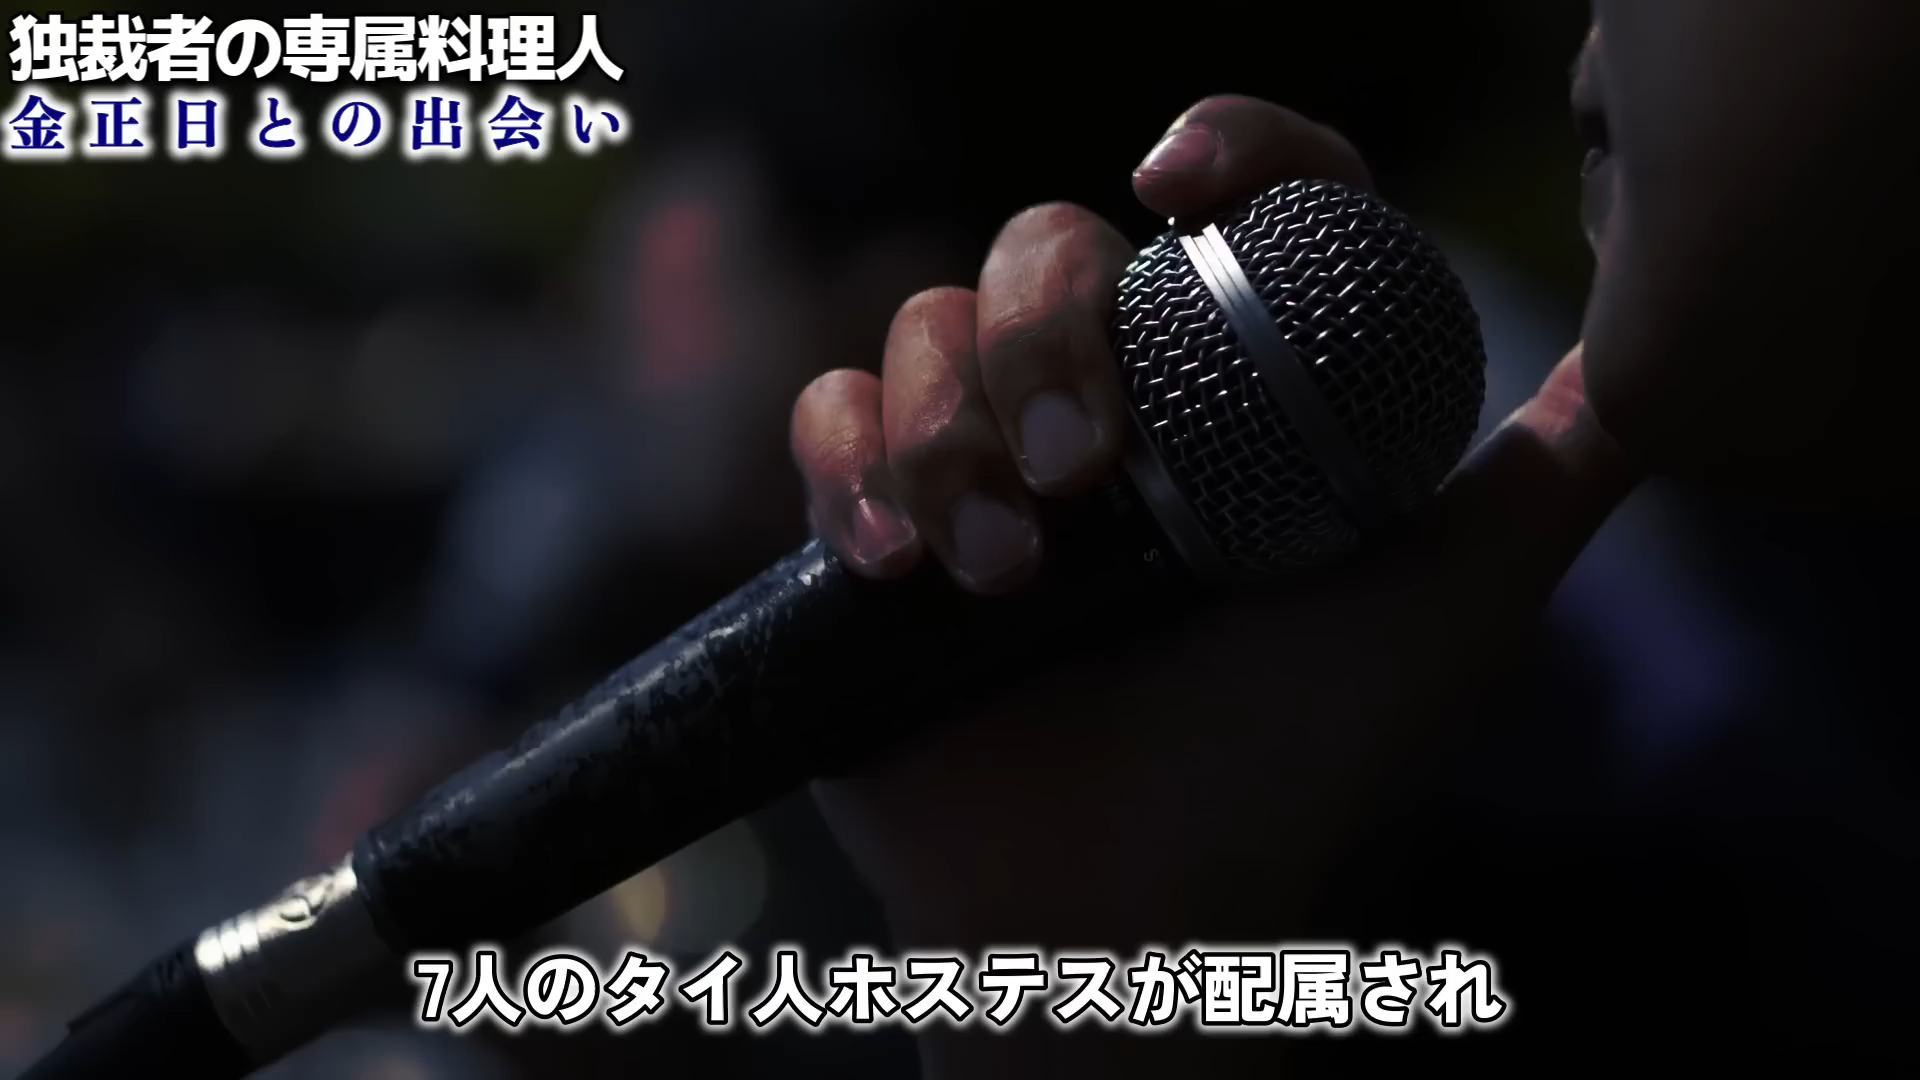 独裁者の専属料理人
金正日との出会い
7人のタイ人ホステスが配属され